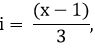 i = (x − 1)/3,